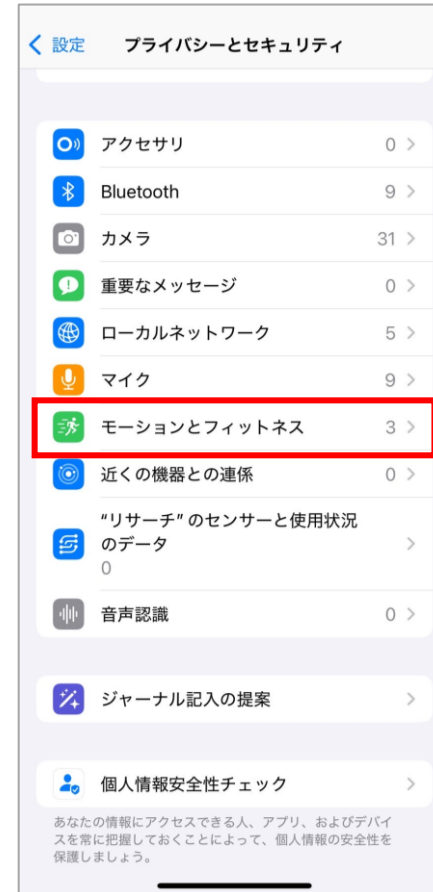 設定 プライバシーとセキュリティ
アクセサリ 0
Bluetooth 9
カメラ 31
重要なメッセージ 0
ローカルネットワーク 5
マイク 9
モーションとフィットネス 3
近くの機器との連係 0
“リサーチ” のセンサーと使用状況
のデータ
0
音声認識 0
ジャーナル記入の提案
個人情報安全性チェック
あなたの情報にアクセスできる人、アプリ、およびデバイ
スを常に把握しておくことによって、個人情報の安全性を
保護しましょう。